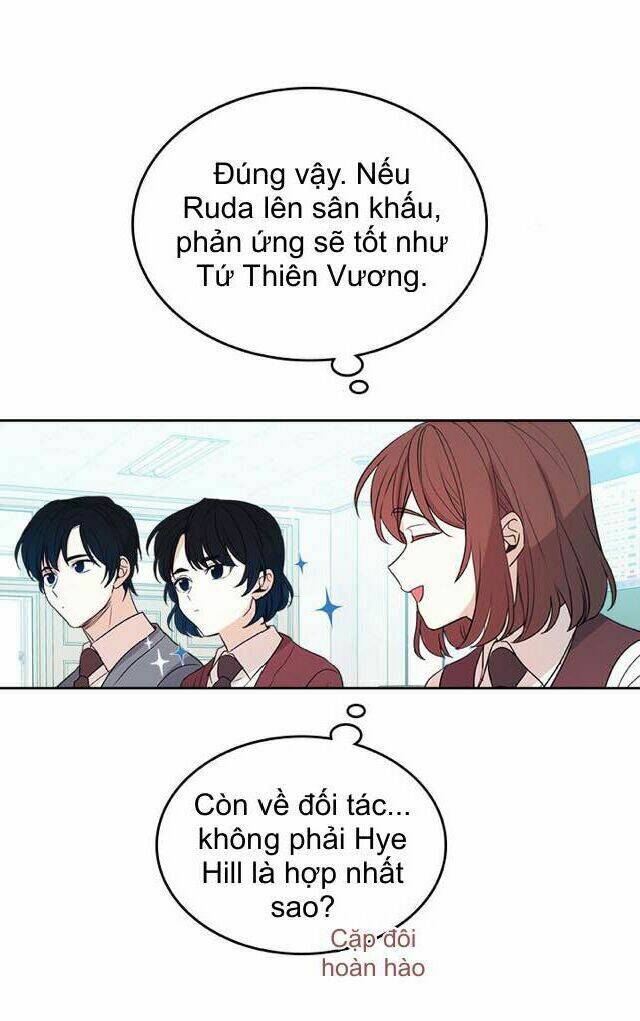 Đúng vậy. Nếu
Ruda lên sân khấu,
phản ứng sẽ tốt như
Tứ Thiên Vương.
Còn về đối tác...
không phải Hye
Hill là hợp nhất
sao?
Cặp đôi
hoàn hào